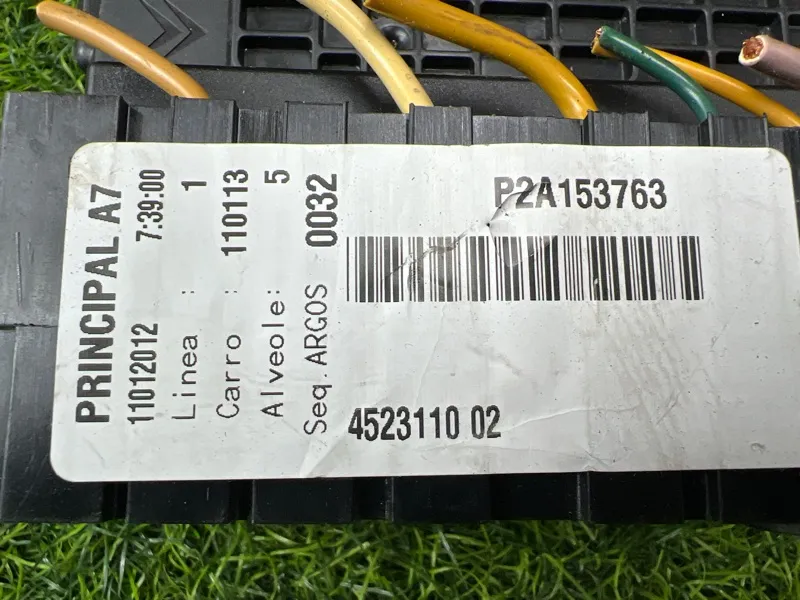 PRINCIPAL A7
11012012 7:39:00
Linea : 1
Carro : 110113
Alveole: 5
Seq. ARGOS 0032
P2A153763
4523110 02